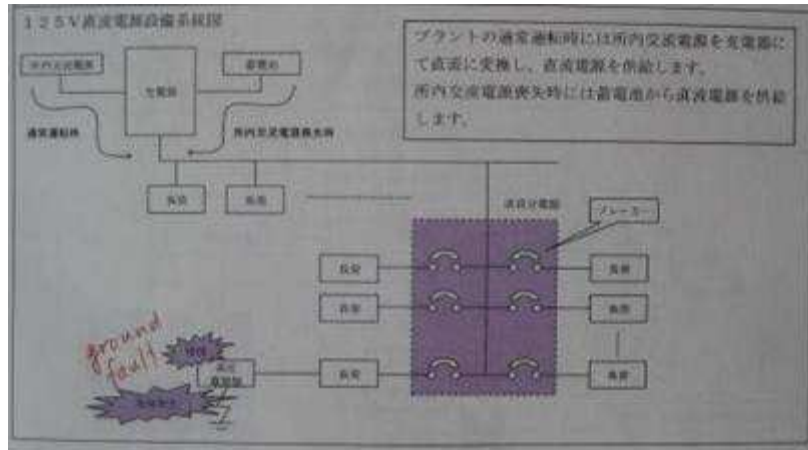 125V直流電源設備系統図
プラントの通常運転時には所内交流電源を充電器に
て直流に変換し、直流電源を供給します。
所内交流電源喪失時には蓄電池から直流電源を供給
します。
所内交流電源
充電器
蓄電池
通常運転時
所内交流電源喪失時
負荷
負荷
直流分電盤
ブレーカー
負荷
負荷
負荷
負荷
ground
fault
負荷
負荷